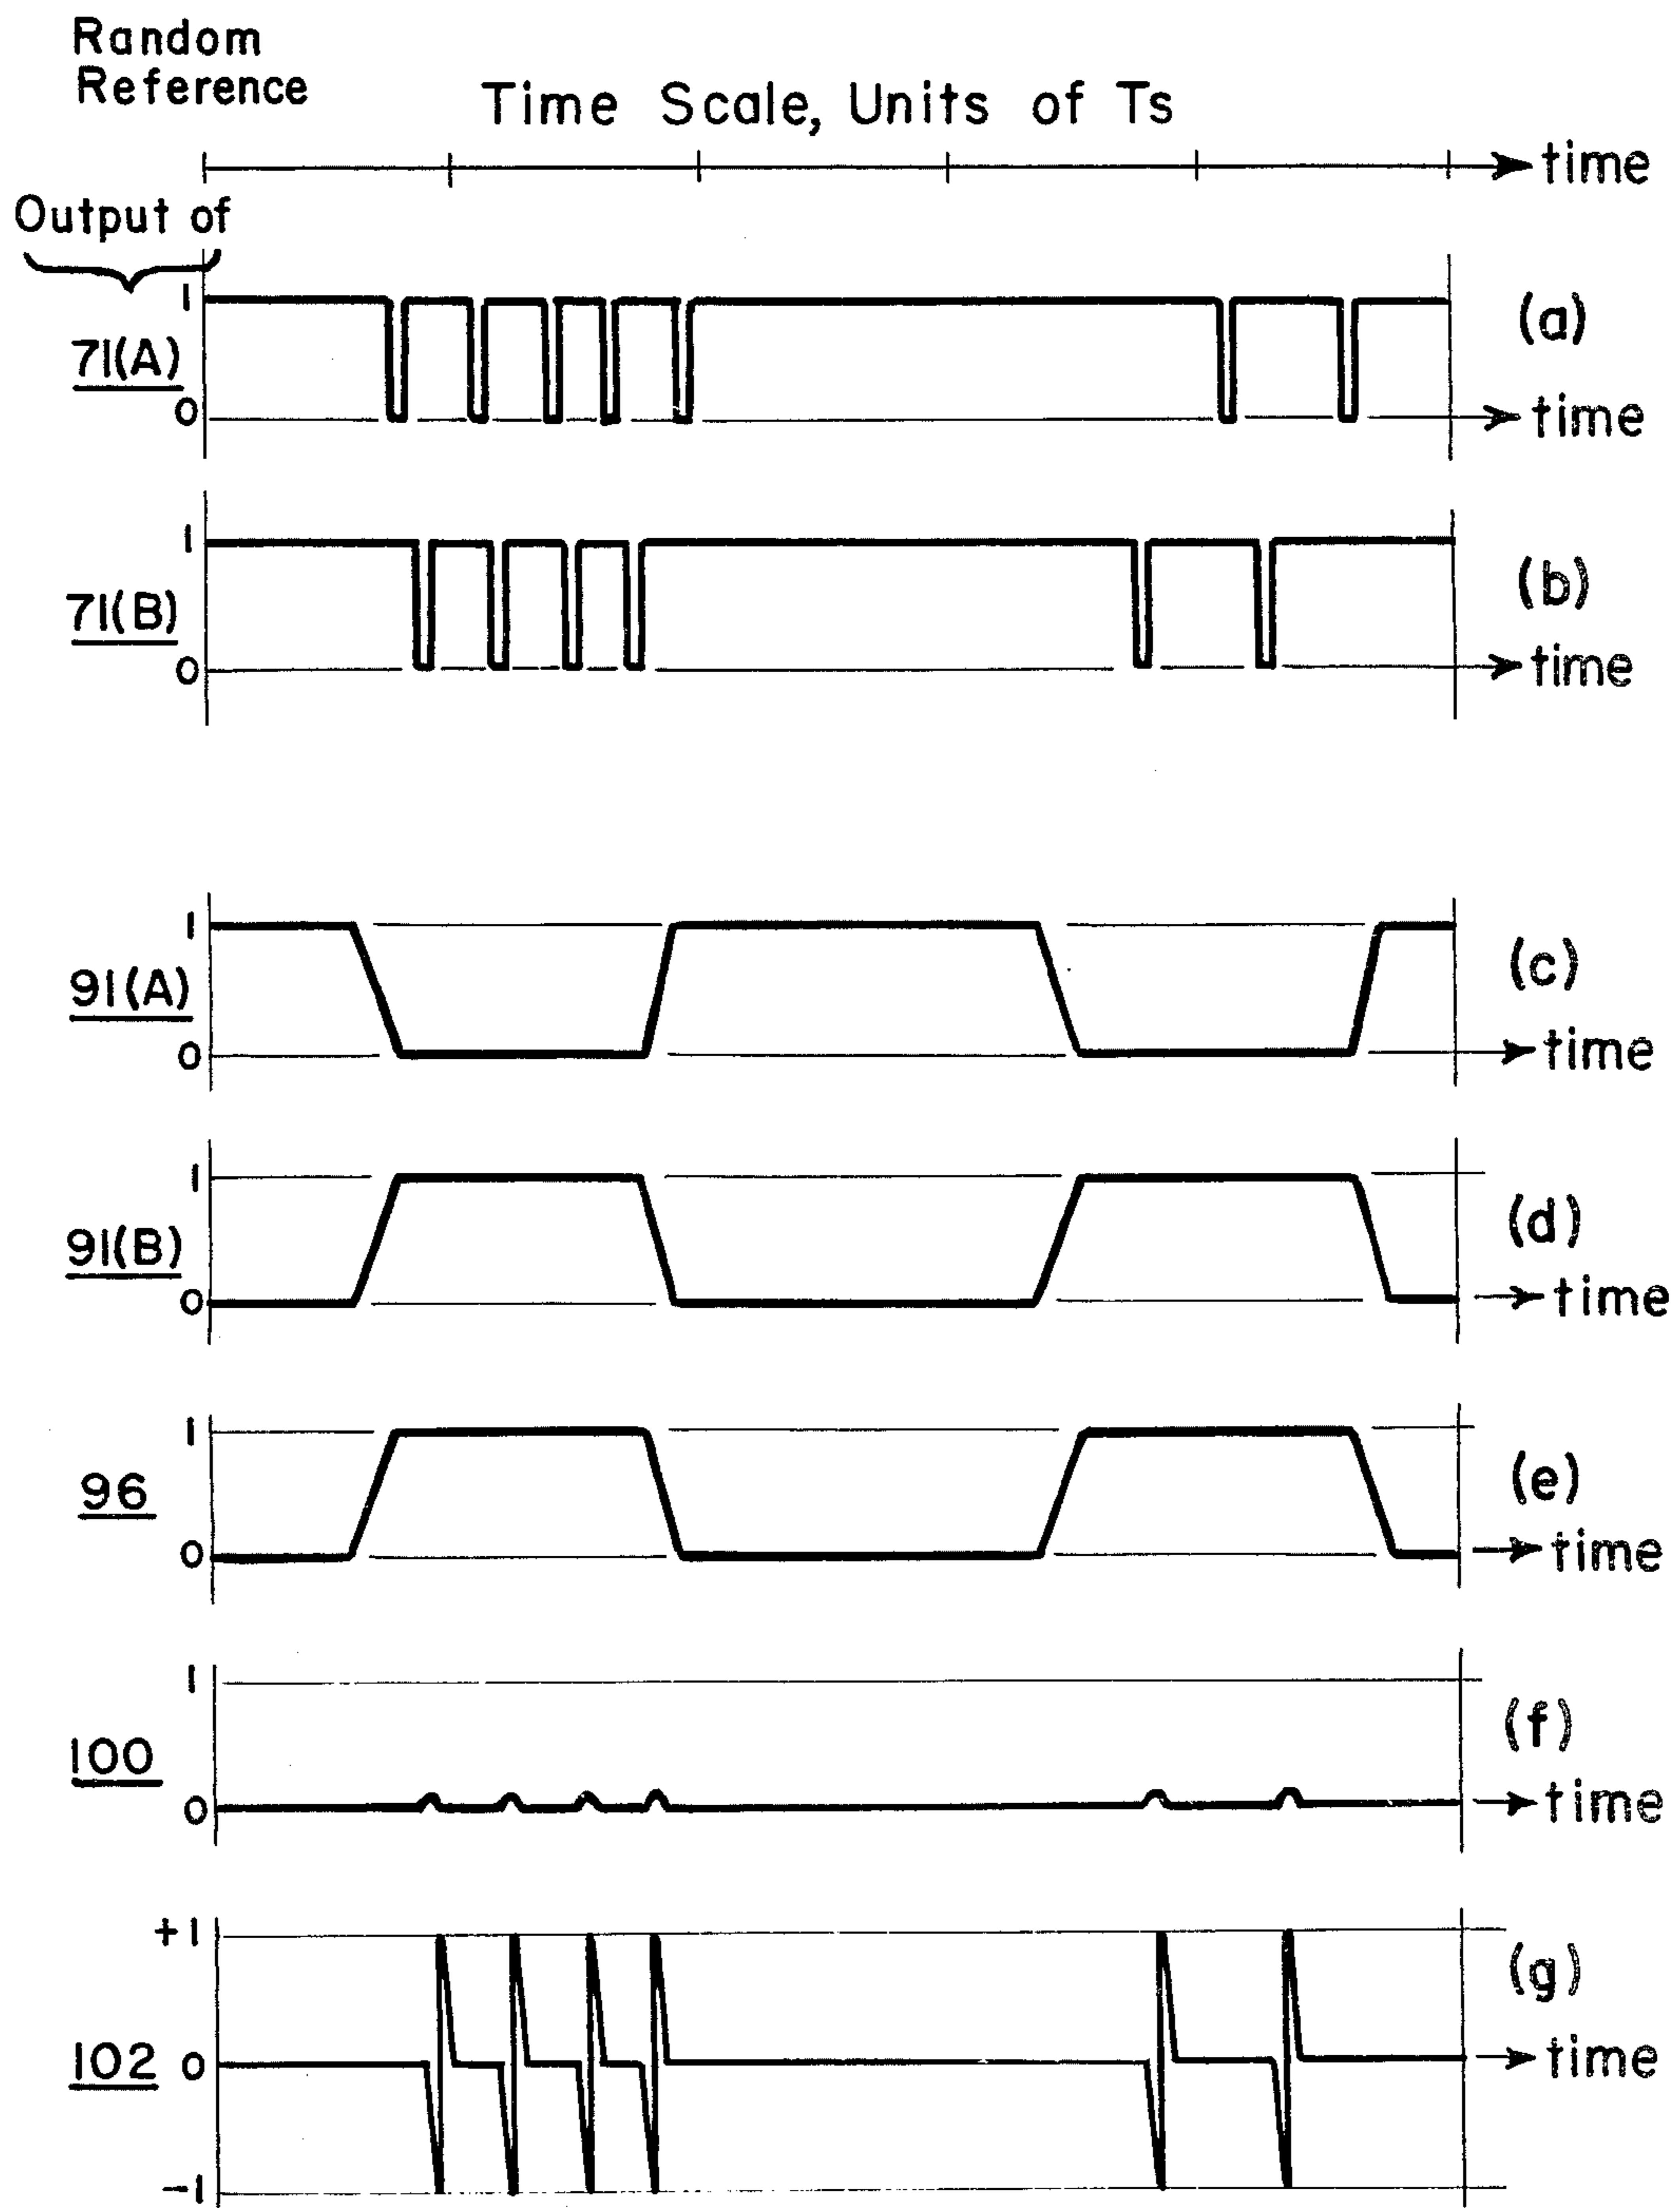 Random
Reference
Time Scale, Units of Ts
time
Output of
1
71(A)
0
time
(a)
1
71(B)
0
time
(b)
1
91(A)
0
time
(c)
1
91(B)
0
time
(d)
1
96
0
time
(e)
1
100
0
time
(f)
+1
102 0
-1
time
(g)